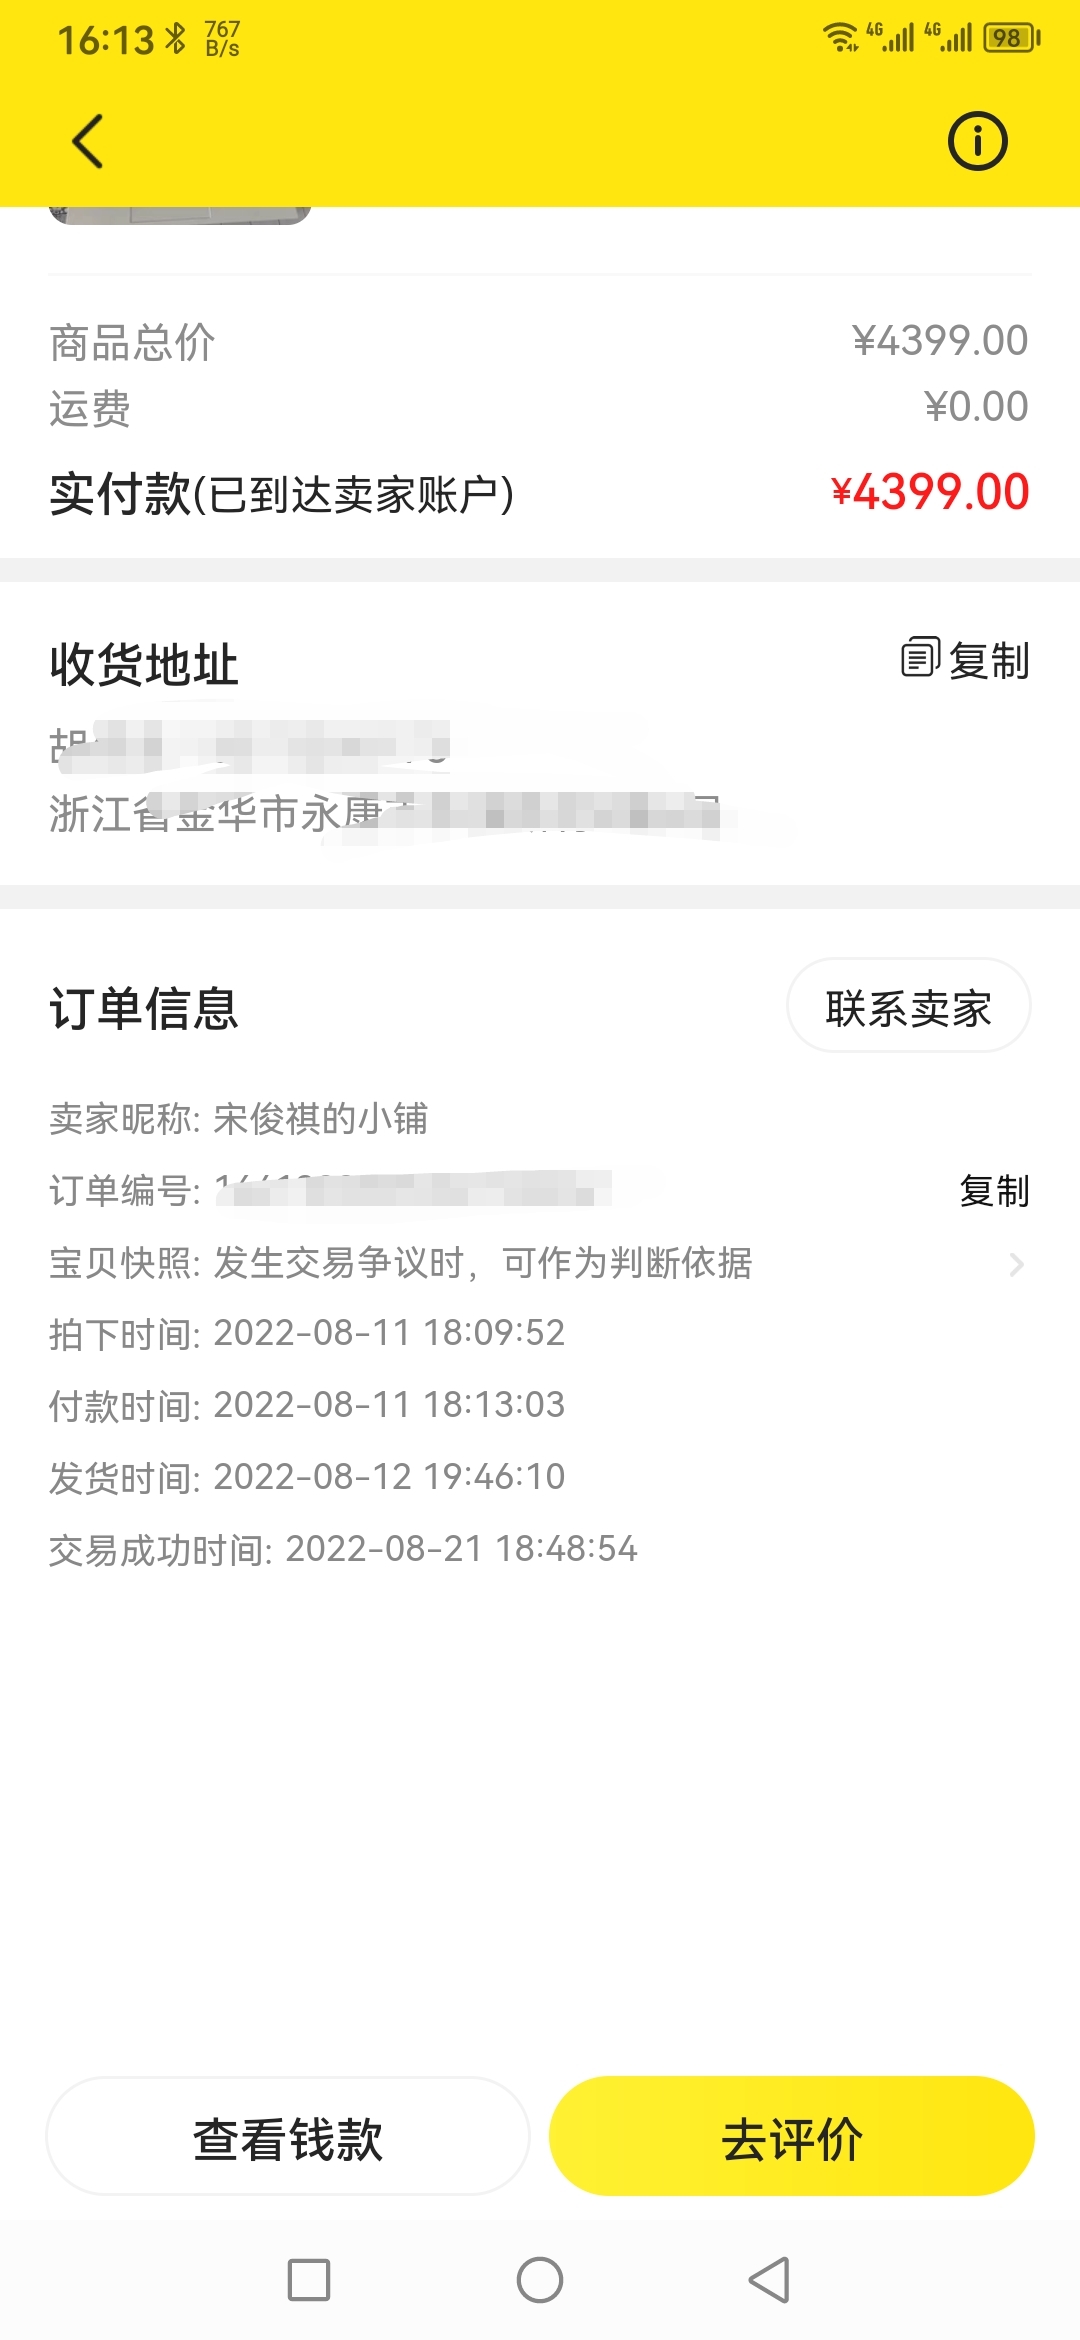 16:13 767 B/s 4G 4G 98
商品总价 ¥4399.00
运费 ¥0.00
实付款(已到达卖家账户) ¥4399.00
收货地址 复制
胡
浙江省金华市永康
订单信息 联系卖家
卖家昵称: 宋俊祺的小铺
订单编号: 复制
宝贝快照: 发生交易争议时，可作为判断依据
拍下时间: 2022-08-11 18:09:52
付款时间: 2022-08-11 18:13:03
发货时间: 2022-08-12 19:46:10
交易成功时间: 2022-08-21 18:48:54
查看钱款 去评价